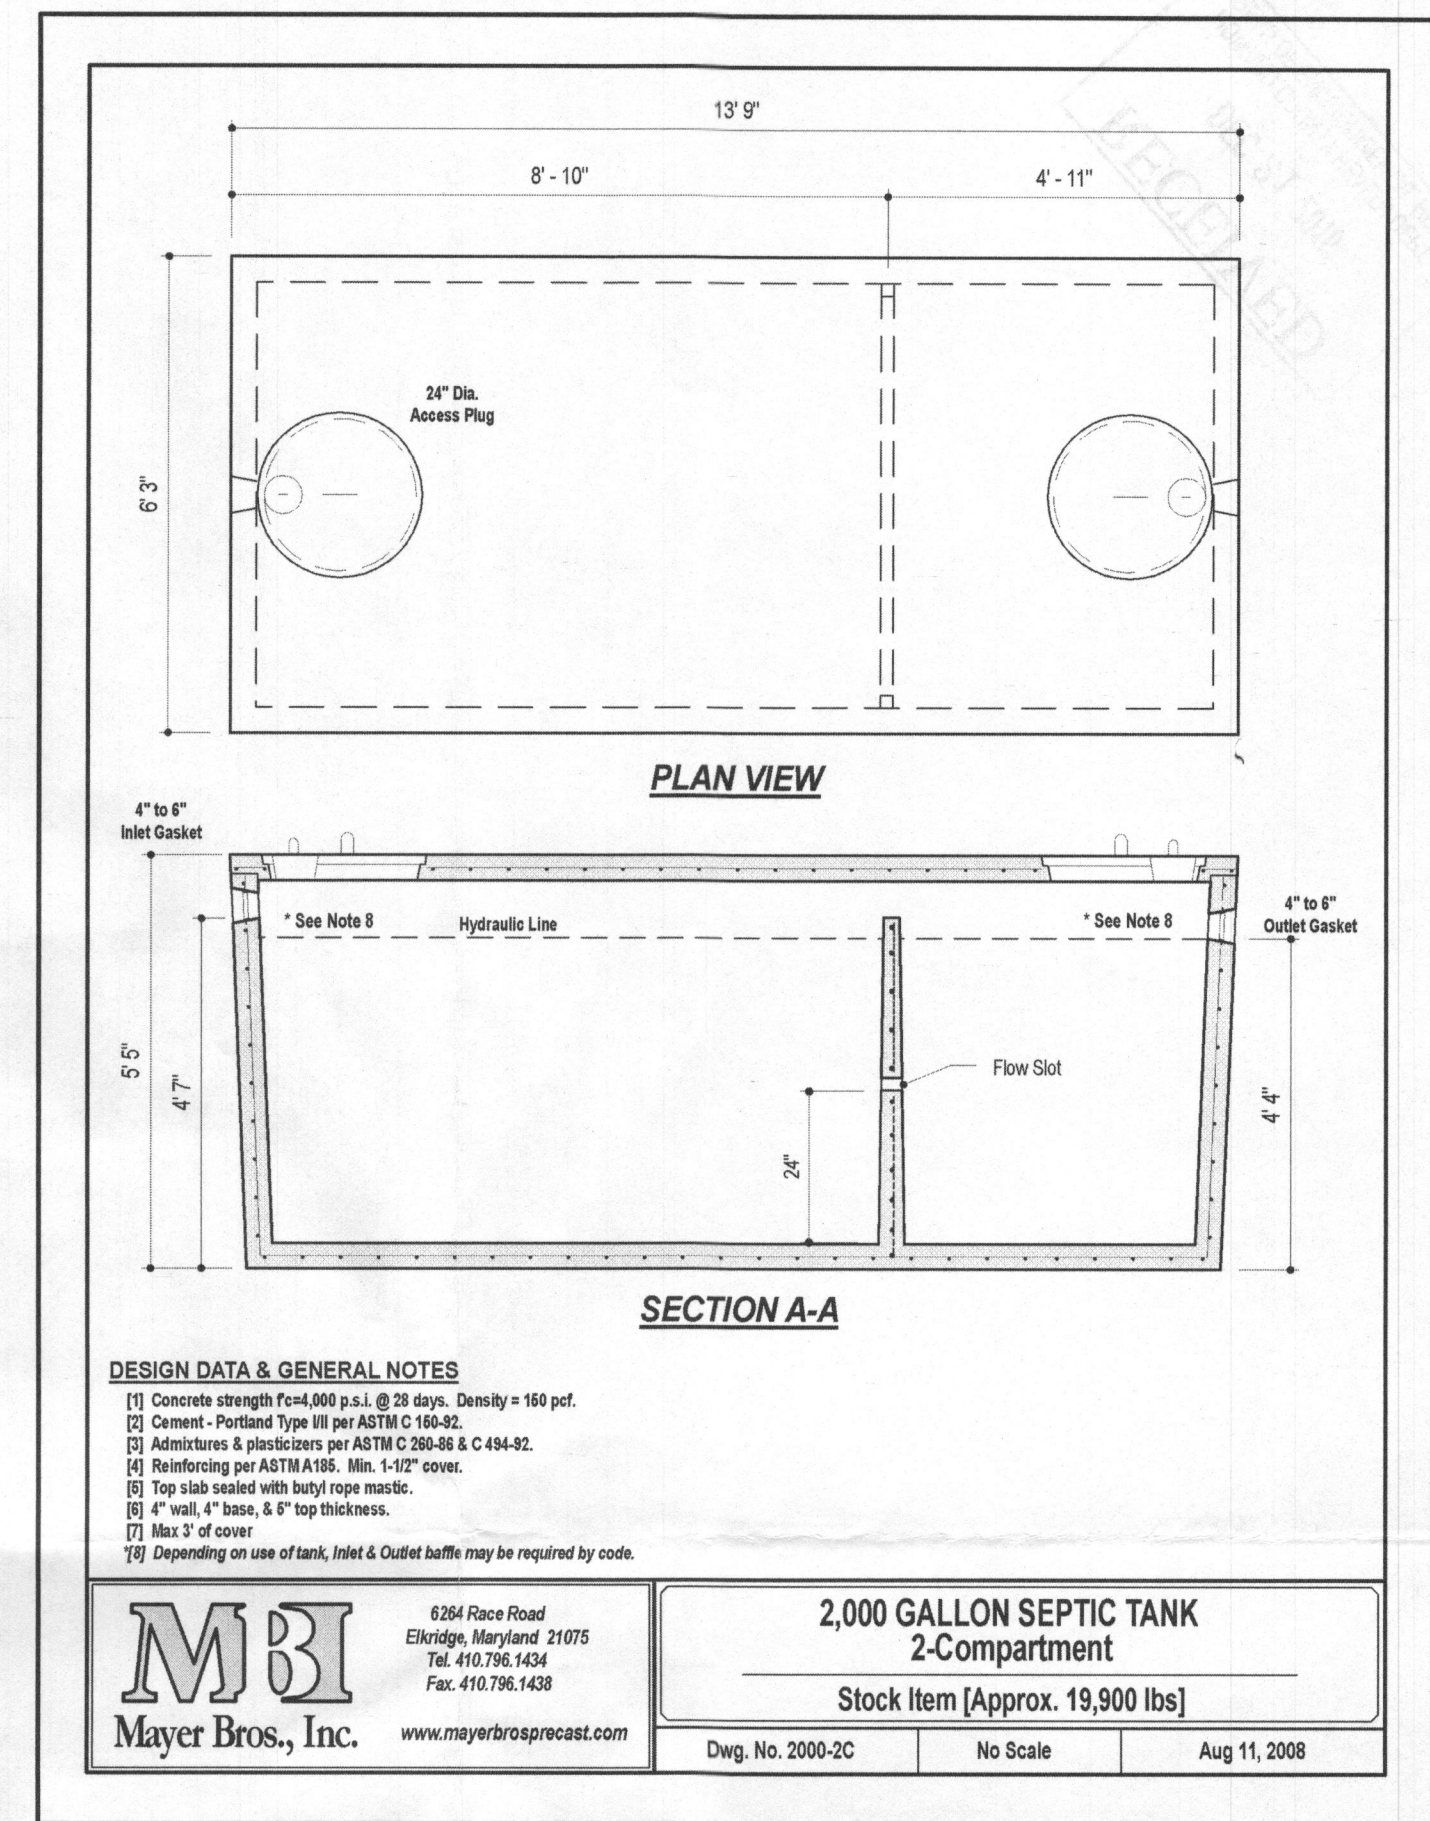 13' 9"
8' - 10"
4' - 11"
24" Dia.
Access Plug
6' 3"
PLAN VIEW
4" to 6"
Inlet Gasket
* See Note 8
Hydraulic Line
* See Note 8
4" to 6"
Outlet Gasket
5' 5"
4' 7"
Flow Slot
24"
4' 4"
SECTION A-A
DESIGN DATA & GENERAL NOTES
[1] Concrete strength f'c=4,000 p.s.i. @ 28 days. Density = 150 pcf.
[2] Cement - Portland Type I/II per ASTM C 150-92.
[3] Admixtures & plasticizers per ASTM C 260-86 & C 494-92.
[4] Reinforcing per ASTM A185. Min. 1-1/2" cover.
[5] Top slab sealed with butyl rope mastic.
[6] 4" wall, 4" base, & 5" top thickness.
[7] Max 3' of cover
*[8] Depending on use of tank, Inlet & Outlet baffle may be required by code.
MBI
Mayer Bros., Inc.
6264 Race Road
Elkridge, Maryland 21075
Tel. 410.796.1434
Fax. 410.796.1438
www.mayerbrosprecast.com
2,000 GALLON SEPTIC TANK
2-Compartment
Stock Item [Approx. 19,900 lbs]
Dwg. No. 2000-2C
No Scale
Aug 11, 2008
RECEIVED